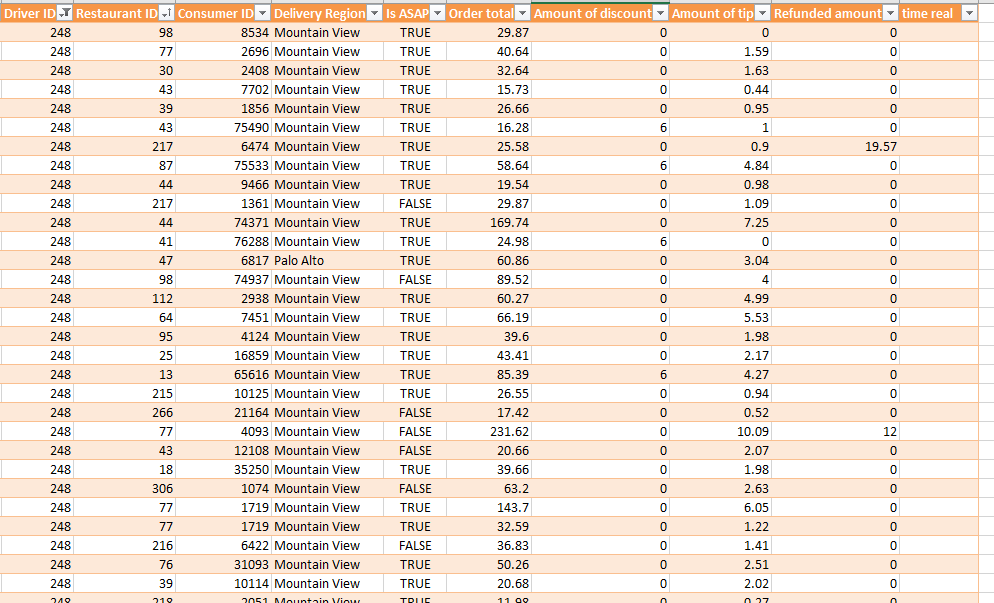 Driver ID Restaurant ID Consumer ID Delivery Region Is ASAP Order total Amount of discount Amount of tip Refunded amount time real
248 98 8534 Mountain View TRUE 29.87 0 0 0
248 77 2696 Mountain View TRUE 40.64 0 1.59 0
248 30 2408 Mountain View TRUE 32.64 0 1.63 0
248 43 7702 Mountain View TRUE 15.73 0 0.44 0
248 39 1856 Mountain View TRUE 26.66 0 0.95 0
248 43 75490 Mountain View TRUE 16.28 6 1 0
248 217 6474 Mountain View TRUE 25.58 0 0.9 19.57
248 87 75533 Mountain View TRUE 58.64 6 4.84 0
248 44 9466 Mountain View TRUE 19.54 0 0.98 0
248 217 1361 Mountain View FALSE 29.87 0 1.09 0
248 44 74371 Mountain View TRUE 169.74 0 7.25 0
248 41 76288 Mountain View TRUE 24.98 6 0 0
248 47 6817 Palo Alto TRUE 60.86 0 3.04 0
248 98 74937 Mountain View FALSE 89.52 0 4 0
248 112 2938 Mountain View TRUE 60.27 0 4.99 0
248 64 7451 Mountain View TRUE 66.19 0 5.53 0
248 95 4124 Mountain View TRUE 39.6 0 1.98 0
248 25 16859 Mountain View TRUE 43.41 0 2.17 0
248 13 65616 Mountain View TRUE 85.39 6 4.27 0
248 215 10125 Mountain View TRUE 26.55 0 0.94 0
248 266 21164 Mountain View FALSE 17.42 0 0.52 0
248 77 4093 Mountain View FALSE 231.62 0 10.09 12
248 43 12108 Mountain View FALSE 20.66 0 2.07 0
248 18 35250 Mountain View TRUE 39.66 0 1.98 0
248 306 1074 Mountain View FALSE 63.2 0 2.63 0
248 77 1719 Mountain View TRUE 143.7 0 6.05 0
248 77 1719 Mountain View TRUE 32.59 0 1.22 0
248 216 6422 Mountain View FALSE 36.83 0 1.41 0
248 76 31093 Mountain View TRUE 50.26 0 2.51 0
248 39 10114 Mountain View TRUE 20.68 0 2.02 0
248 218 2051 Mountain View TRUE 11.98 0 0.27 0